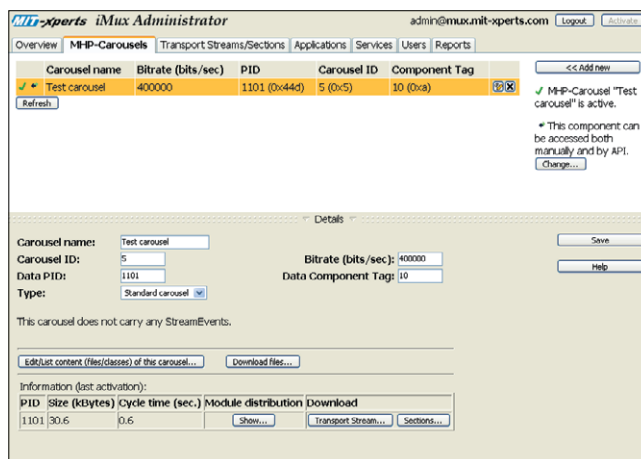 MIT-xperts iMux Administrator
admin@mux.mit-xperts.com Logout Activate
Overview MHP-Carousels Transport Streams/Sections Applications Services Users Reports
Carousel name Bitrate (bits/sec) PID Carousel ID Component Tag
Test carousel 400000 1101 (0x44d) 5 (0x5) 10 (0xa)
Refresh
<< Add new
MHP-Carousel "Test
carousel" is active.
This component can
be accessed both
manually and by API.
Change...
Details
Carousel name: Test carousel
Carousel ID: 5 Bitrate (bits/sec): 400000
Data PID: 1101 Data Component Tag: 10
Type: Standard carousel
Save
Help
This carousel does not carry any StreamEvents.
Edit/List content (files/classes) of this carousel... Download files...
Information (last activation):
PID Size (kBytes) Cycle time (sec.) Module distribution Download
1101 30.6 0.6 Show... Transport Stream... Sections...